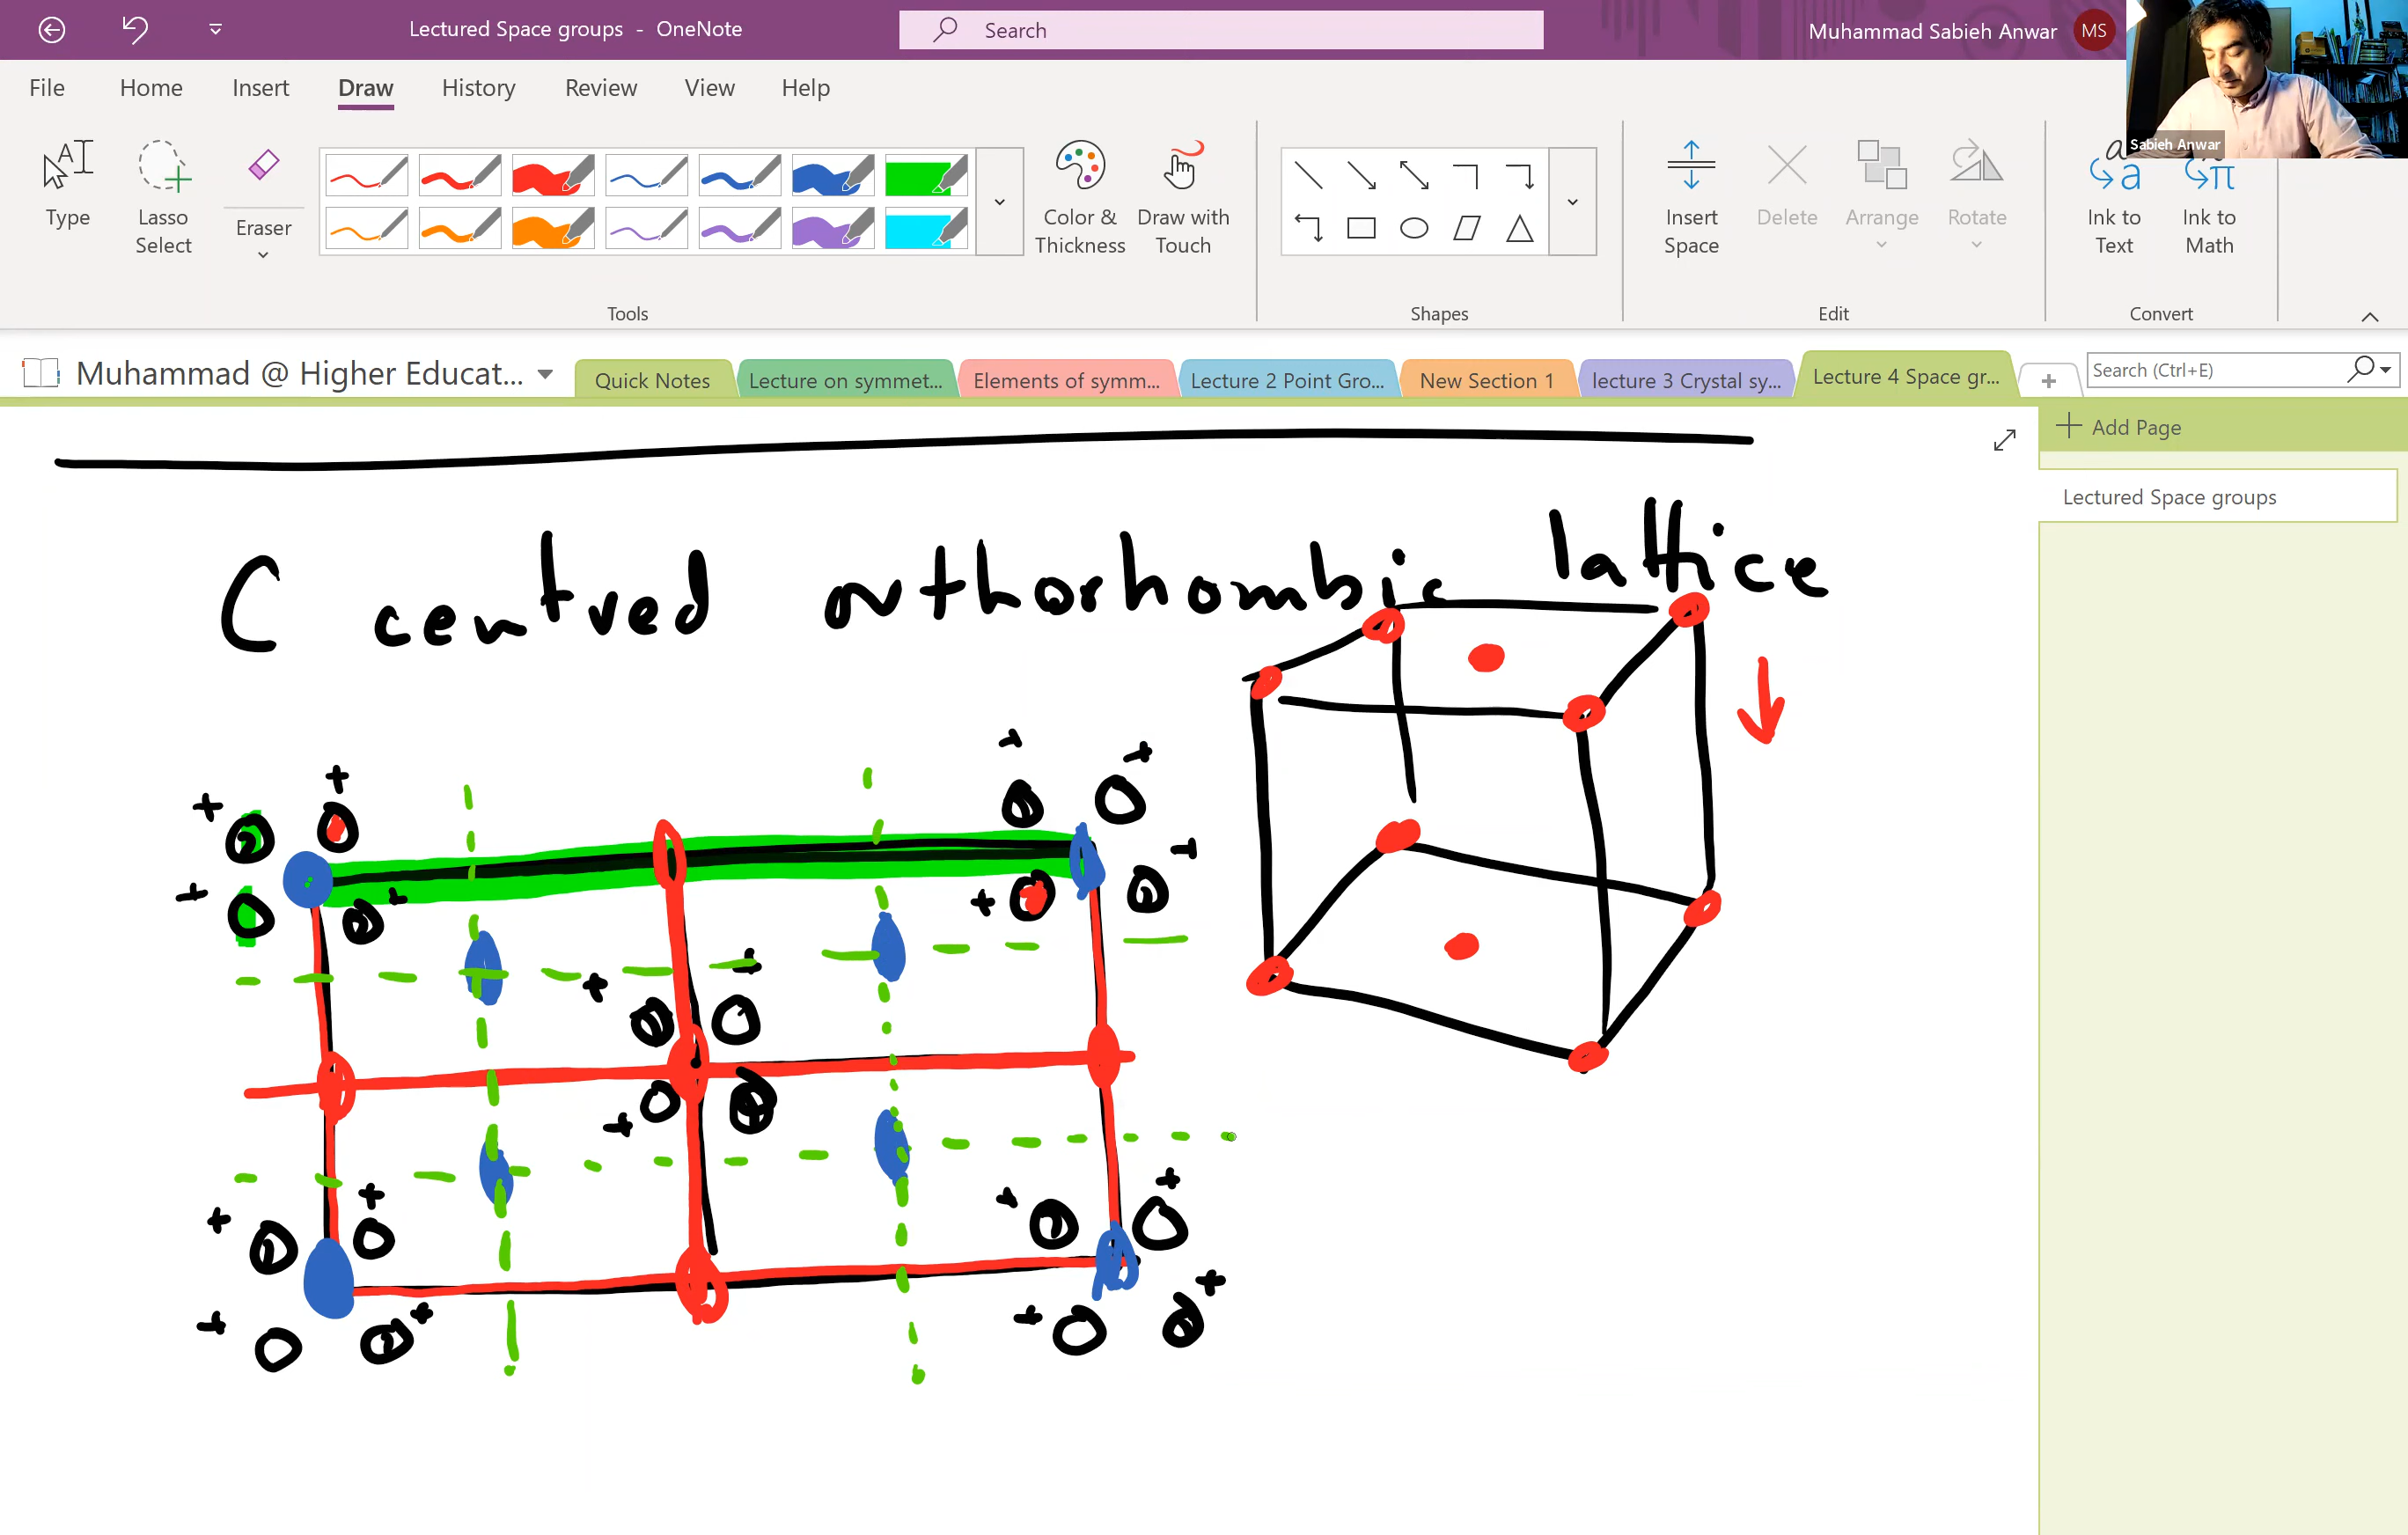 Lectured Space groups - OneNote
Search
Muhammad Sabieh Anwar
MS
Sabieh Anwar
File Home Insert Draw History Review View Help
Type
Lasso Select
Eraser
Color & Thickness
Draw with Touch
Insert Space
Delete
Arrange
Rotate
Ink to Text
Ink to Math
Tools
Shapes
Edit
Convert
Muhammad @ Higher Educat...
Quick Notes
Lecture on symmet...
Elements of symm...
Lecture 2 Point Gro...
New Section 1
lecture 3 Crystal sy...
Lecture 4 Space gr...
Search (Ctrl+E)
Add Page
Lectured Space groups
C centred orthorhombic lattice